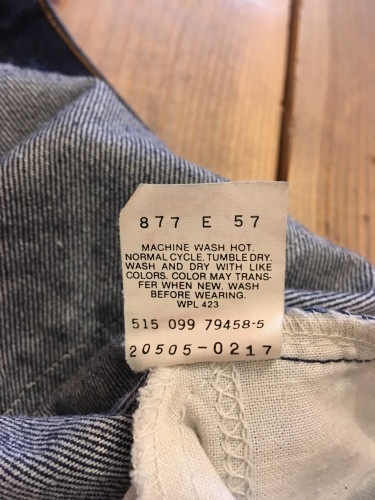 877 E 57
MACHINE WASH HOT.
NORMAL CYCLE. TUMBLE DRY.
WASH AND DRY WITH LIKE
COLORS. COLOR MAY TRANS-
FER WHEN NEW. WASH
BEFORE WEARING.
WPL 423
515 099 79458-5
20505-0217